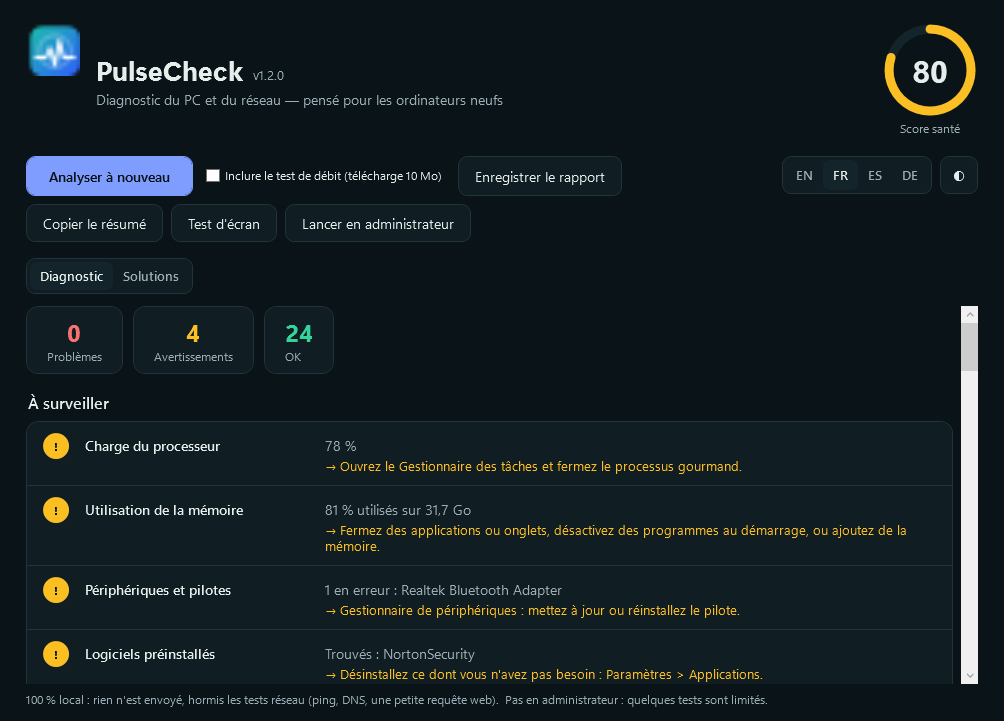 PulseCheck v1.2.0
Diagnostic du PC et du réseau — pensé pour les ordinateurs neufs
80
Score santé
Analyser à nouveau
Inclure le test de débit (télécharge 10 Mo)
Enregistrer le rapport
EN FR ES DE
Copier le résumé
Test d'écran
Lancer en administrateur
Diagnostic Solutions
0
Problèmes
4
Avertissements
24
OK
À surveiller
! Charge du processeur
78 %
→ Ouvrez le Gestionnaire des tâches et fermez le processus gourmand.
! Utilisation de la mémoire
81 % utilisés sur 31,7 Go
→ Fermez des applications ou onglets, désactivez des programmes au démarrage, ou ajoutez de la
mémoire.
! Périphériques et pilotes
1 en erreur : Realtek Bluetooth Adapter
→ Gestionnaire de périphériques : mettez à jour ou réinstallez le pilote.
! Logiciels préinstallés
Trouvés : NortonSecurity
→ Désinstallez ce dont vous n'avez pas besoin : Paramètres > Applications.
100 % local : rien n'est envoyé, hormis les tests réseau (ping, DNS, une petite requête web). Pas en administrateur : quelques tests sont limités.